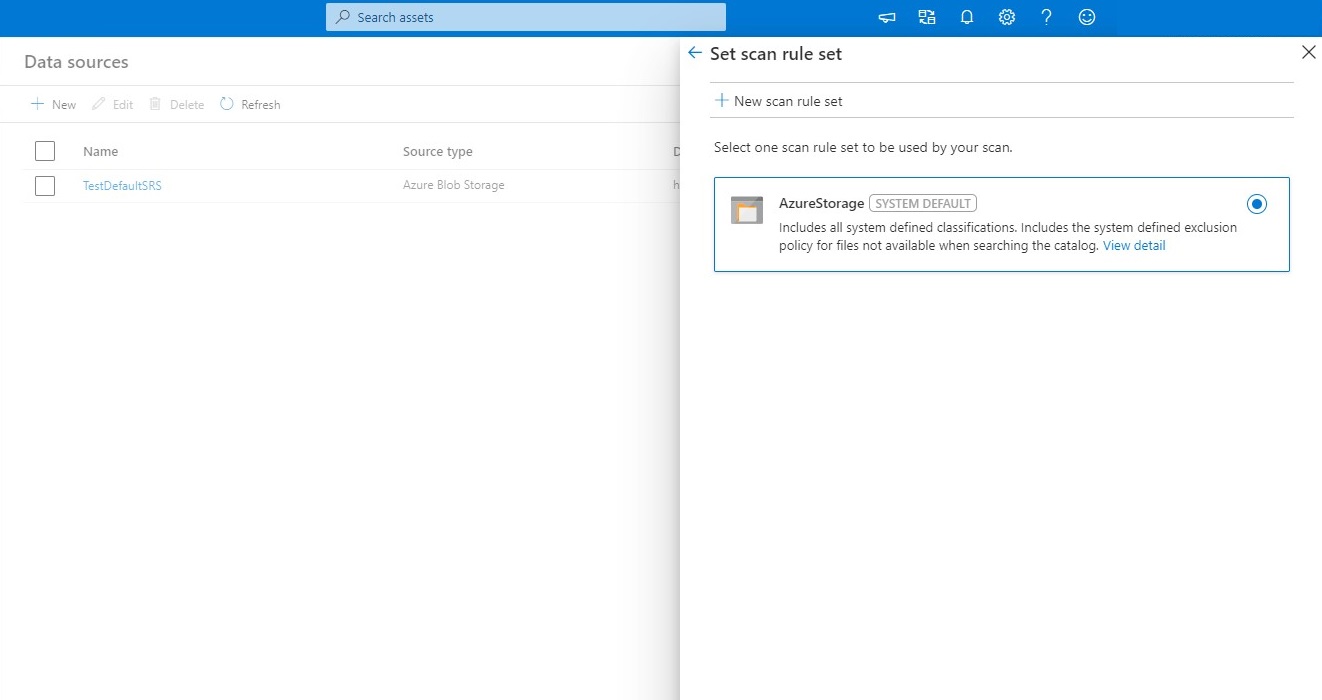 Search assets
Data sources
New Edit Delete Refresh
Name Source type D
TestDefaultSRS Azure Blob Storage h
Set scan rule set
New scan rule set
Select one scan rule set to be used by your scan.
AzureStorage SYSTEM DEFAULT
Includes all system defined classifications. Includes the system defined exclusion
policy for files not available when searching the catalog. View detail